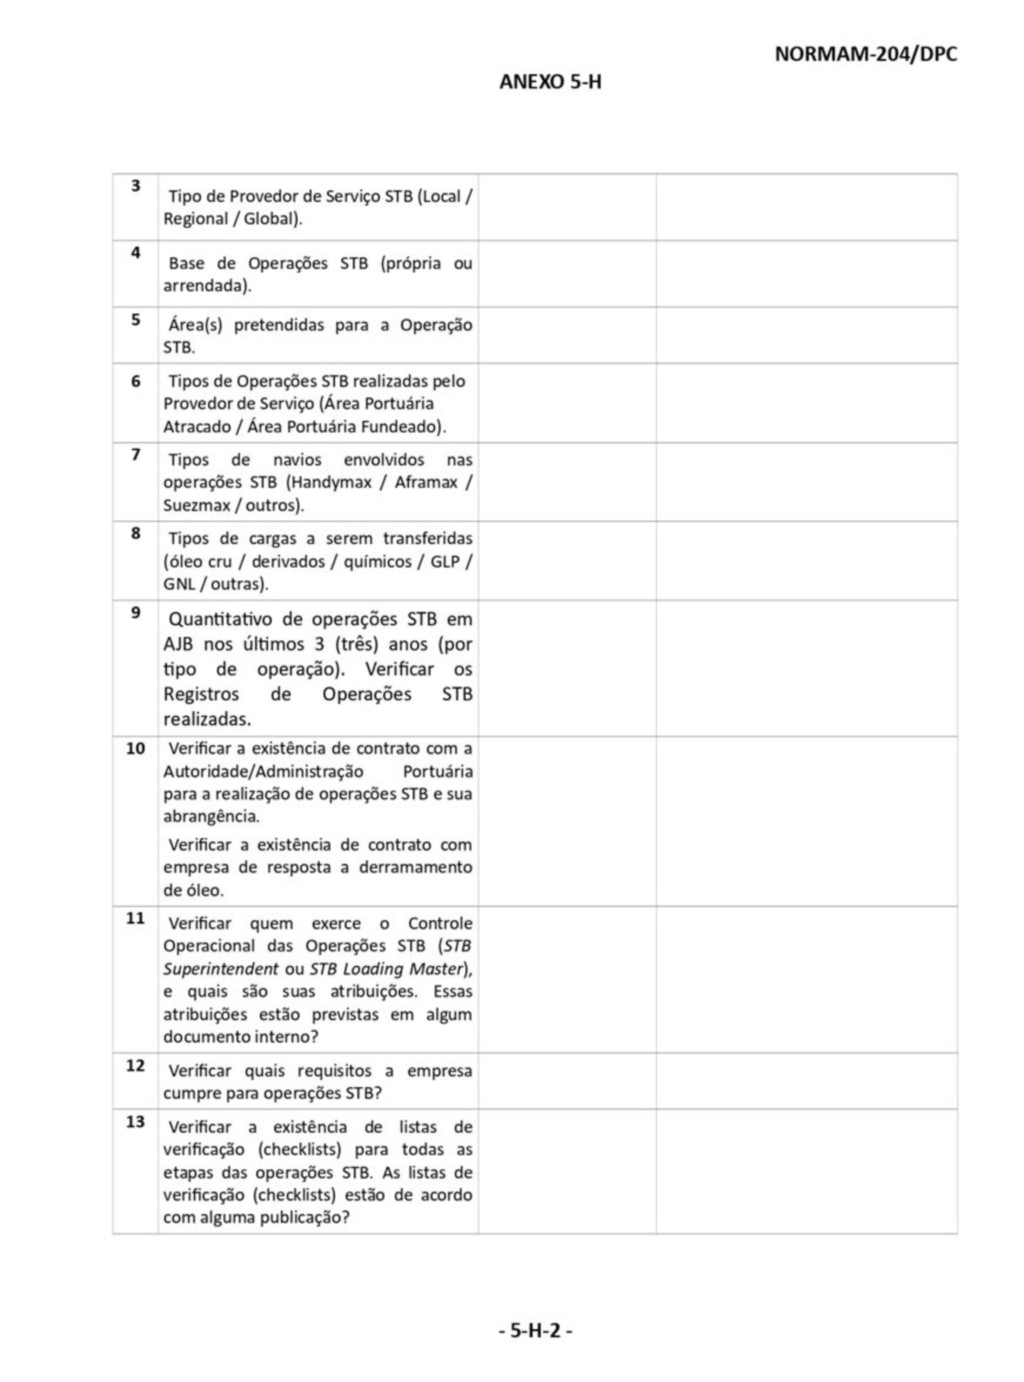 NORMAM-204/DPC
ANEXO 5-H
3 Tipo de Provedor de Serviço STB (Local /
Regional / Global).
4 Base de Operações STB (própria ou
arrendada).
5 Área(s) pretendidas para a Operação
STB.
6 Tipos de Operações STB realizadas pelo
Provedor de Serviço (Área Portuária
Atracado / Área Portuária Fundeado).
7 Tipos de navios envolvidos nas
operações STB (Handymax / Aframax /
Suezmax / outros).
8 Tipos de cargas a serem transferidas
(óleo cru / derivados / químicos / GLP /
GNL / outras).
9 Quantitativo de operações STB em
AJB nos últimos 3 (três) anos (por
tipo de operação). Verificar os
Registros de Operações STB
realizadas.
10 Verificar a existência de contrato com a
Autoridade/Administração Portuária
para a realização de operações STB e sua
abrangência.
Verificar a existência de contrato com
empresa de resposta a derramamento
de óleo.
11 Verificar quem exerce o Controle
Operacional das Operações STB (STB
Superintendent ou STB Loading Master),
e quais são suas atribuições. Essas
atribuições estão previstas em algum
documento interno?
12 Verificar quais requisitos a empresa
cumpre para operações STB?
13 Verificar a existência de listas de
verificação (checklists) para todas as
etapas das operações STB. As listas de
verificação (checklists) estão de acordo
com alguma publicação?
- 5-H-2 -